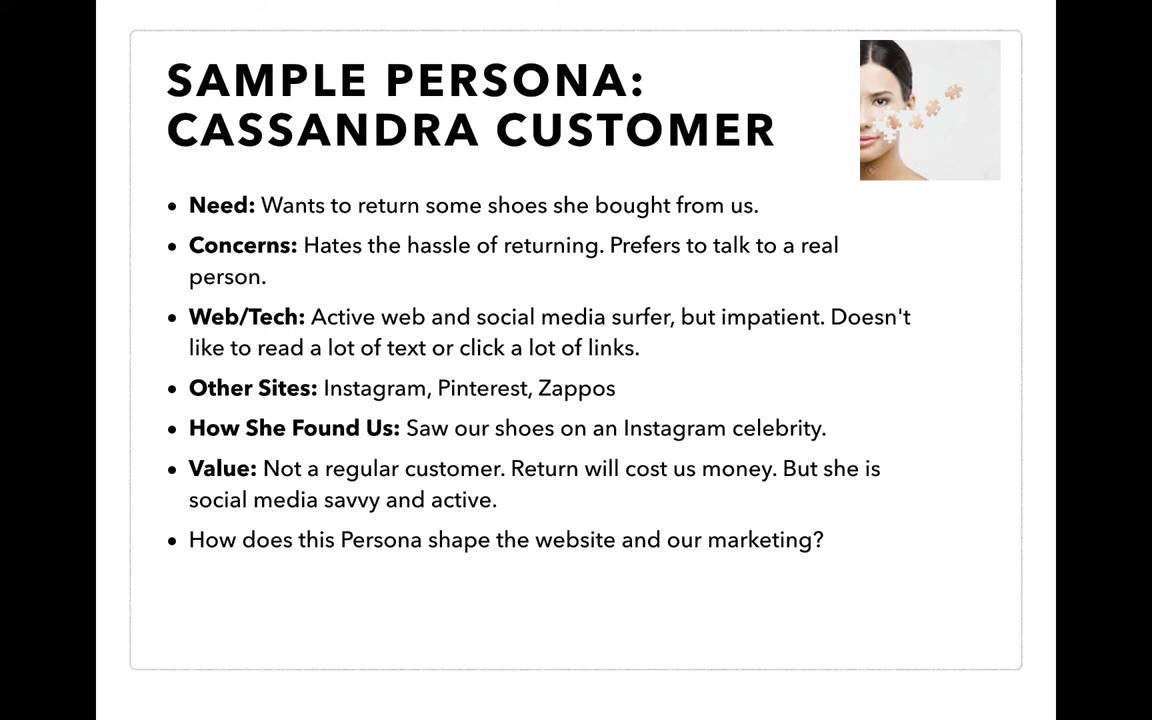 SAMPLE PERSONA:
CASSANDRA CUSTOMER
• Need: Wants to return some shoes she bought from us.
• Concerns: Hates the hassle of returning. Prefers to talk to a real
person.
• Web/Tech: Active web and social media surfer, but impatient. Doesn't
like to read a lot of text or click a lot of links.
• Other Sites: Instagram, Pinterest, Zappos
• How She Found Us: Saw our shoes on an Instagram celebrity.
• Value: Not a regular customer. Return will cost us money. But she is
social media savvy and active.
• How does this Persona shape the website and our marketing?